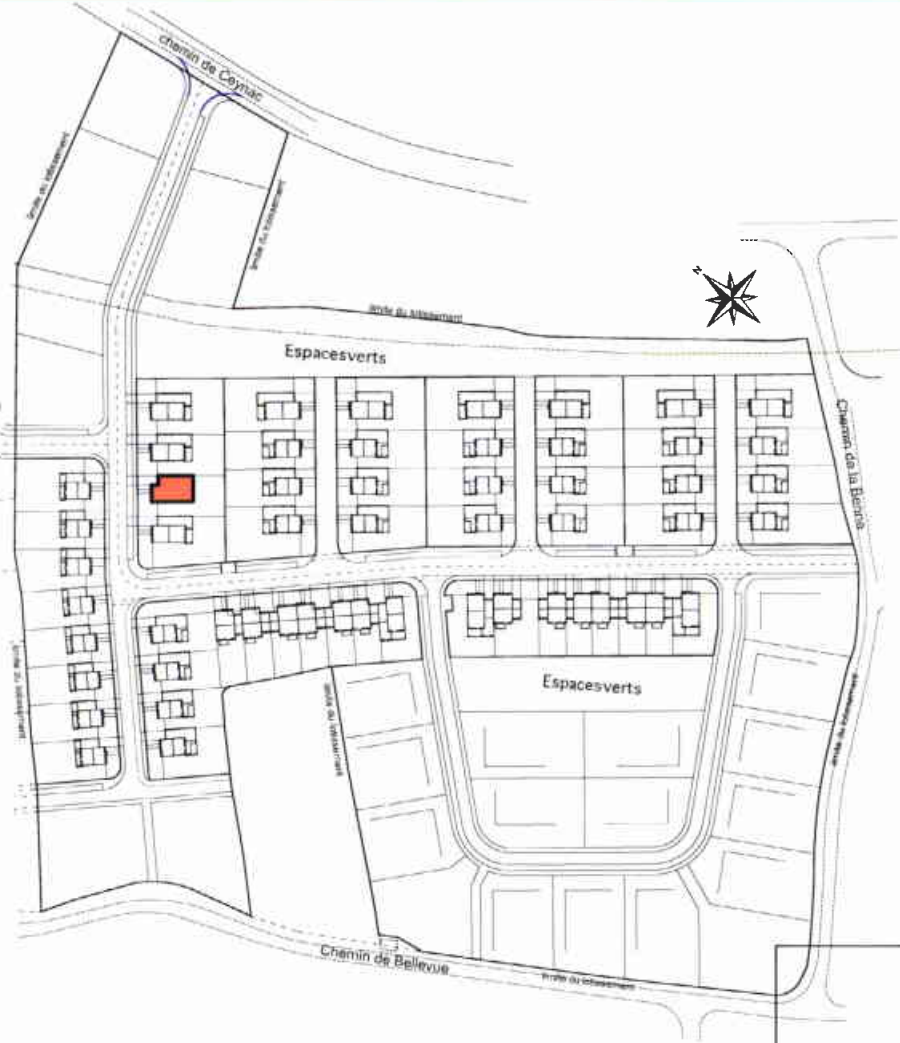 chemin de Ceynac
limite du lotissement
limite du lotissement
limite du lotissement
N
Espacesverts
Chemin de la Benne
limite du lotissement
limite du lotissement
Espacesverts
limite du lotissement
Chemin de Bellevue
limite du lotissement